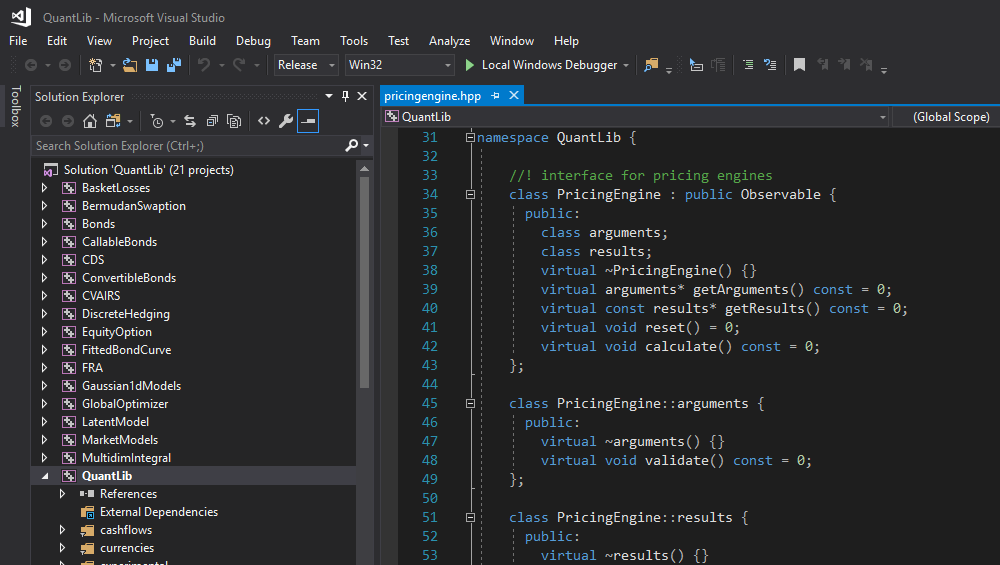 QuantLib - Microsoft Visual Studio
File Edit View Project Build Debug Team Tools Test Analyze Window Help
Release Win32 Local Windows Debugger
Toolbox
Solution Explorer
Search Solution Explorer (Ctrl+;)
Solution 'QuantLib' (21 projects)
BasketLosses
BermudanSwaption
Bonds
CallableBonds
CDS
ConvertibleBonds
CVAIRS
DiscreteHedging
EquityOption
FittedBondCurve
FRA
Gaussian1dModels
GlobalOptimizer
LatentModel
MarketModels
MultidimIntegral
QuantLib
References
External Dependencies
cashflows
currencies
experimental
pricingengine.hpp
QuantLib (Global Scope)
31 namespace QuantLib {
32
33 //! interface for pricing engines
34 class PricingEngine : public Observable {
35 public:
36 class arguments;
37 class results;
38 virtual ~PricingEngine() {}
39 virtual arguments* getArguments() const = 0;
40 virtual const results* getResults() const = 0;
41 virtual void reset() = 0;
42 virtual void calculate() const = 0;
43 };
44
45 class PricingEngine::arguments {
46 public:
47 virtual ~arguments() {}
48 virtual void validate() const = 0;
49 };
50
51 class PricingEngine::results {
52 public:
53 virtual ~results() {}